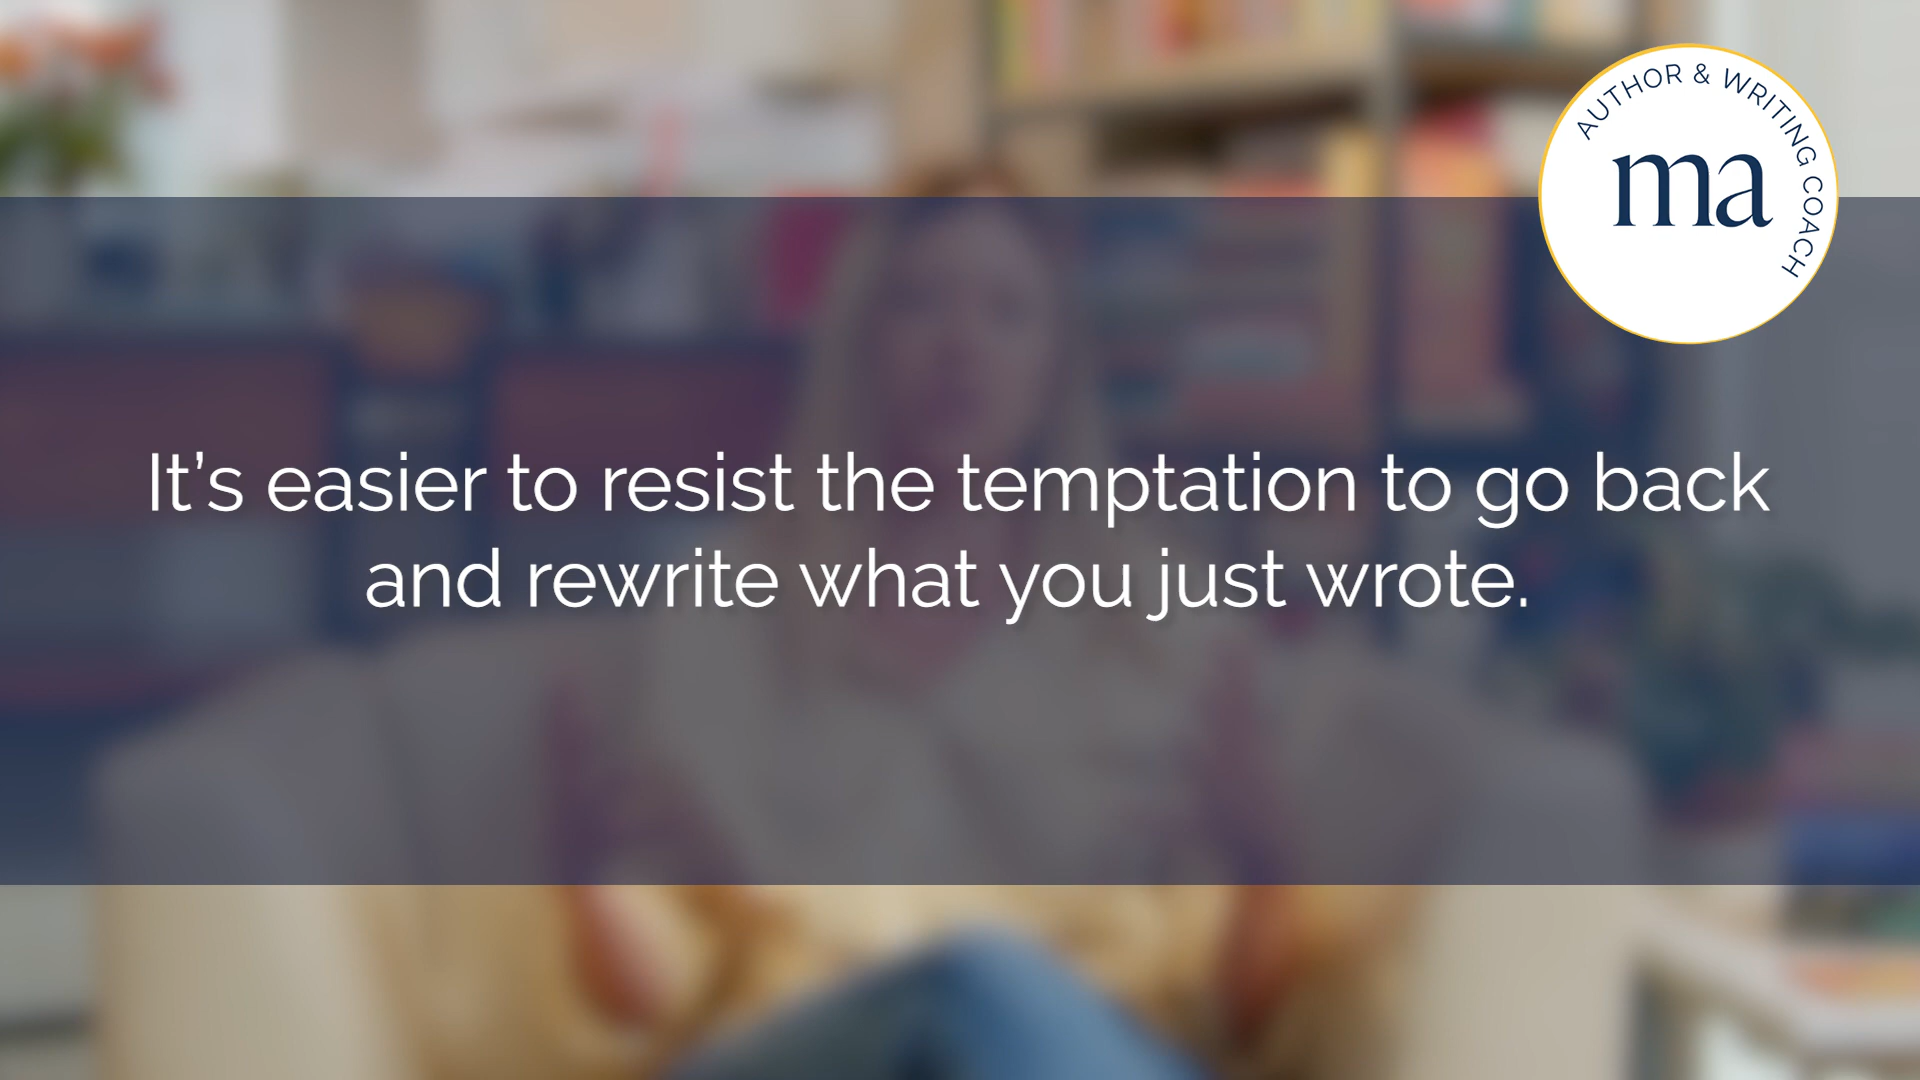 AUTHOR & WRITING COACH
ma
It’s easier to resist the temptation to go back
and rewrite what you just wrote.